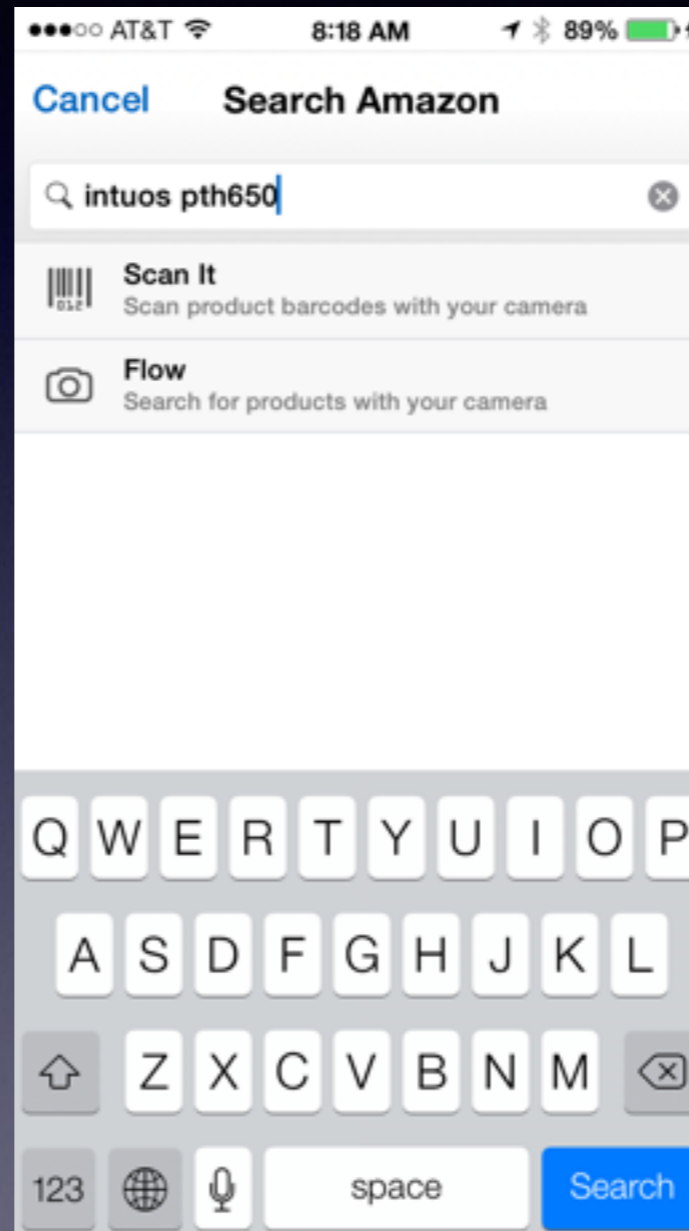 AT&T 8:18 AM 89%
Cancel Search Amazon
intuos pth650
Scan It
Scan product barcodes with your camera
Flow
Search for products with your camera
Q W E R T Y U I O P
A S D F G H J K L
Z X C V B N M
123 space Search